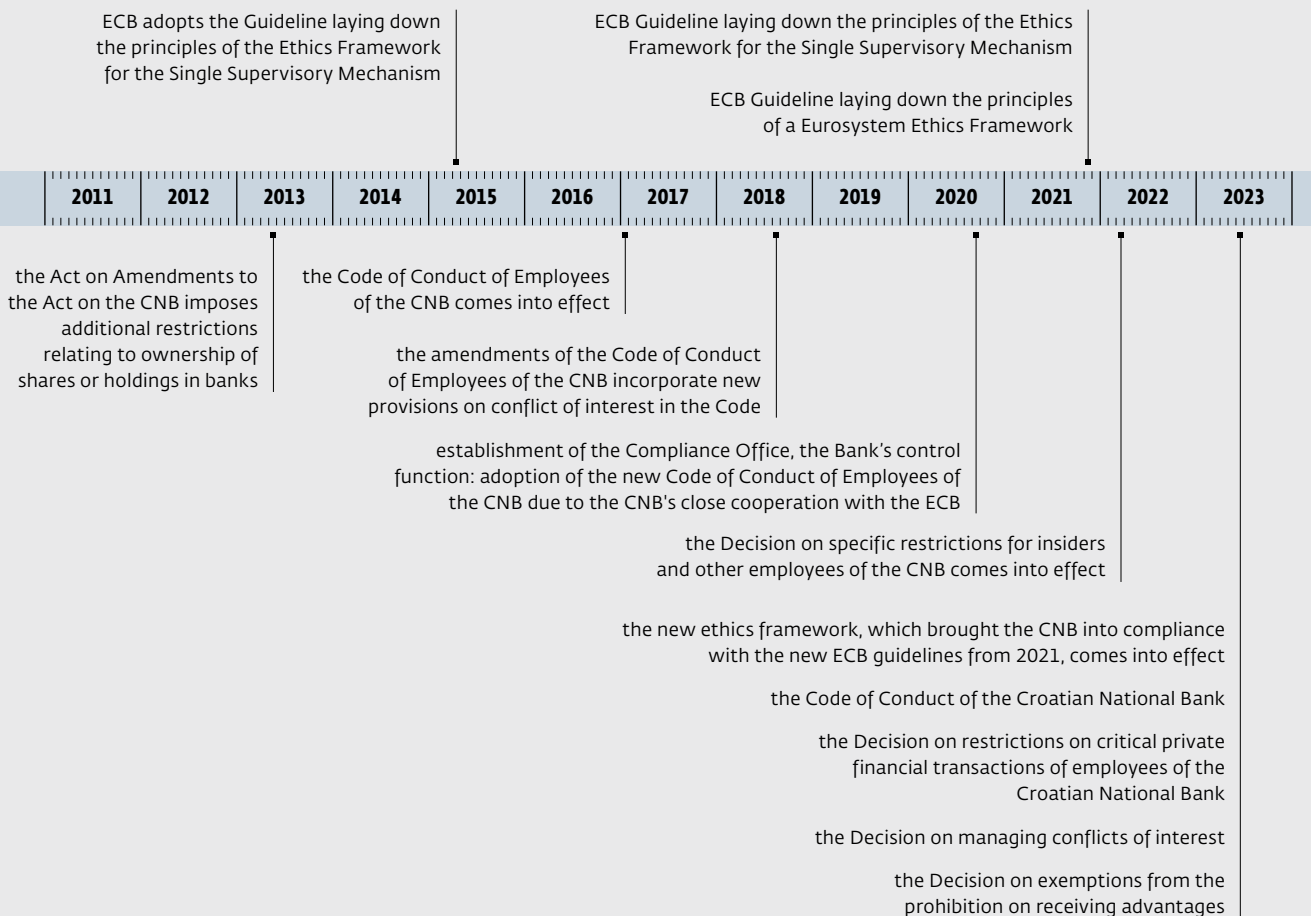 ECB adopts the Guideline laying down
the principles of the Ethics Framework
for the Single Supervisory Mechanism
ECB Guideline laying down the principles of the Ethics
Framework for the Single Supervisory Mechanism
ECB Guideline laying down the principles
of a Eurosystem Ethics Framework
2011 2012 2013 2014 2015 2016 2017 2018 2019 2020 2021 2022 2023
the Act on Amendments to
the Act on the CNB imposes
additional restrictions
relating to ownership of
shares or holdings in banks
the Code of Conduct of Employees
of the CNB comes into effect
the amendments of the Code of Conduct
of Employees of the CNB incorporate new
provisions on conflict of interest in the Code
establishment of the Compliance Office, the Bank’s control
function: adoption of the new Code of Conduct of Employees of
the CNB due to the CNB's close cooperation with the ECB
the Decision on specific restrictions for insiders
and other employees of the CNB comes into effect
the new ethics framework, which brought the CNB into compliance
with the new ECB guidelines from 2021, comes into effect
the Code of Conduct of the Croatian National Bank
the Decision on restrictions on critical private
financial transactions of employees of the
Croatian National Bank
the Decision on managing conflicts of interest
the Decision on exemptions from the
prohibition on receiving advantages